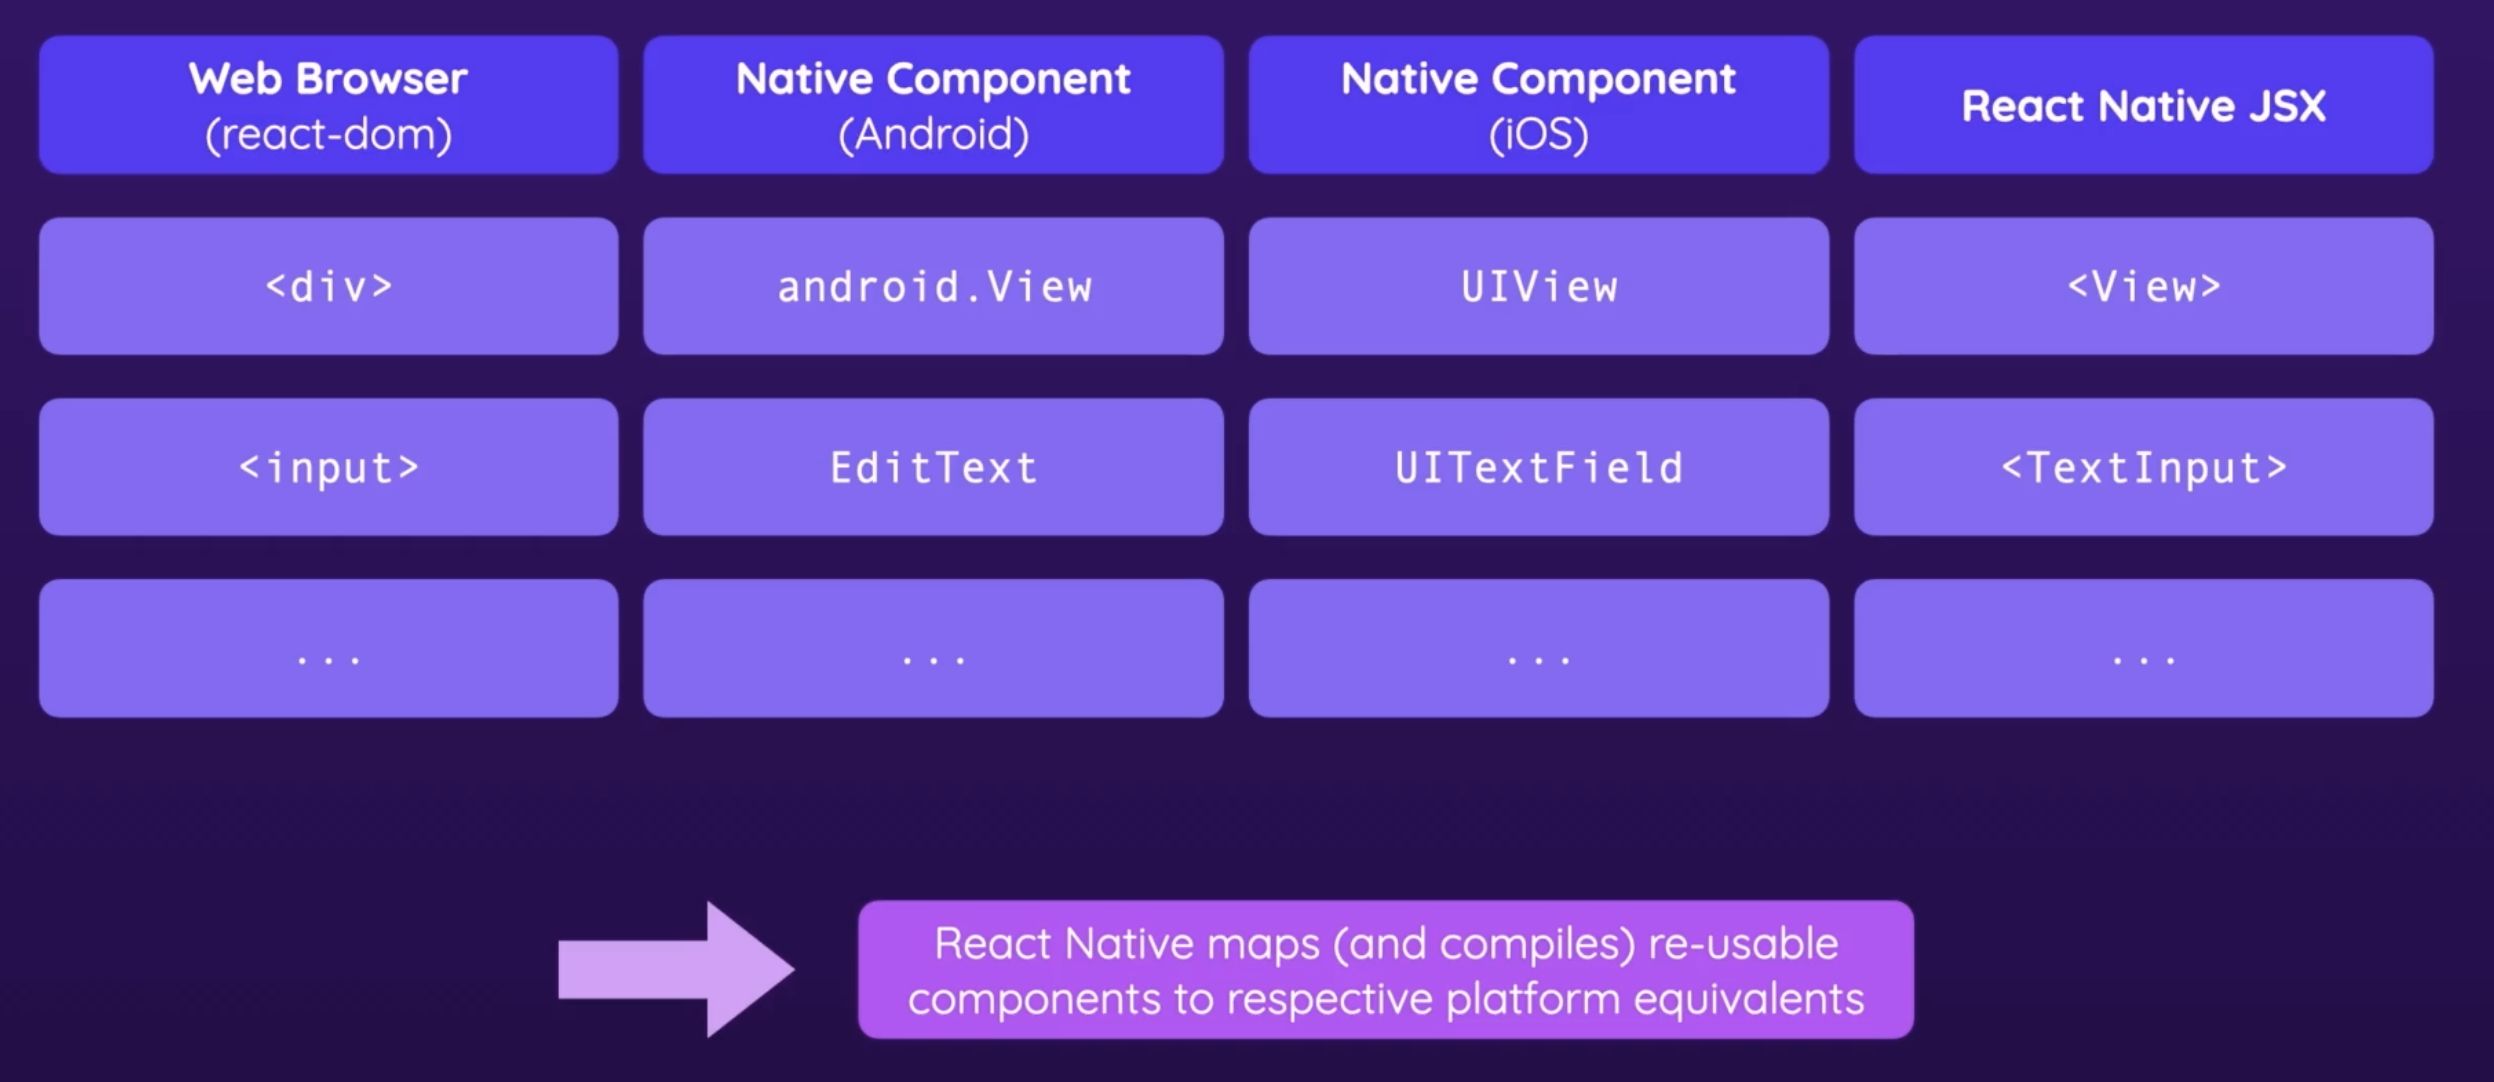 Web Browser
(react-dom)
Native Component
(Android)
Native Component
(iOS)
React Native JSX
<div>
android.View
UIView
<View>
<input>
EditText
UITextField
<TextInput>
...
...
...
...
React Native maps (and compiles) re-usable
components to respective platform equivalents